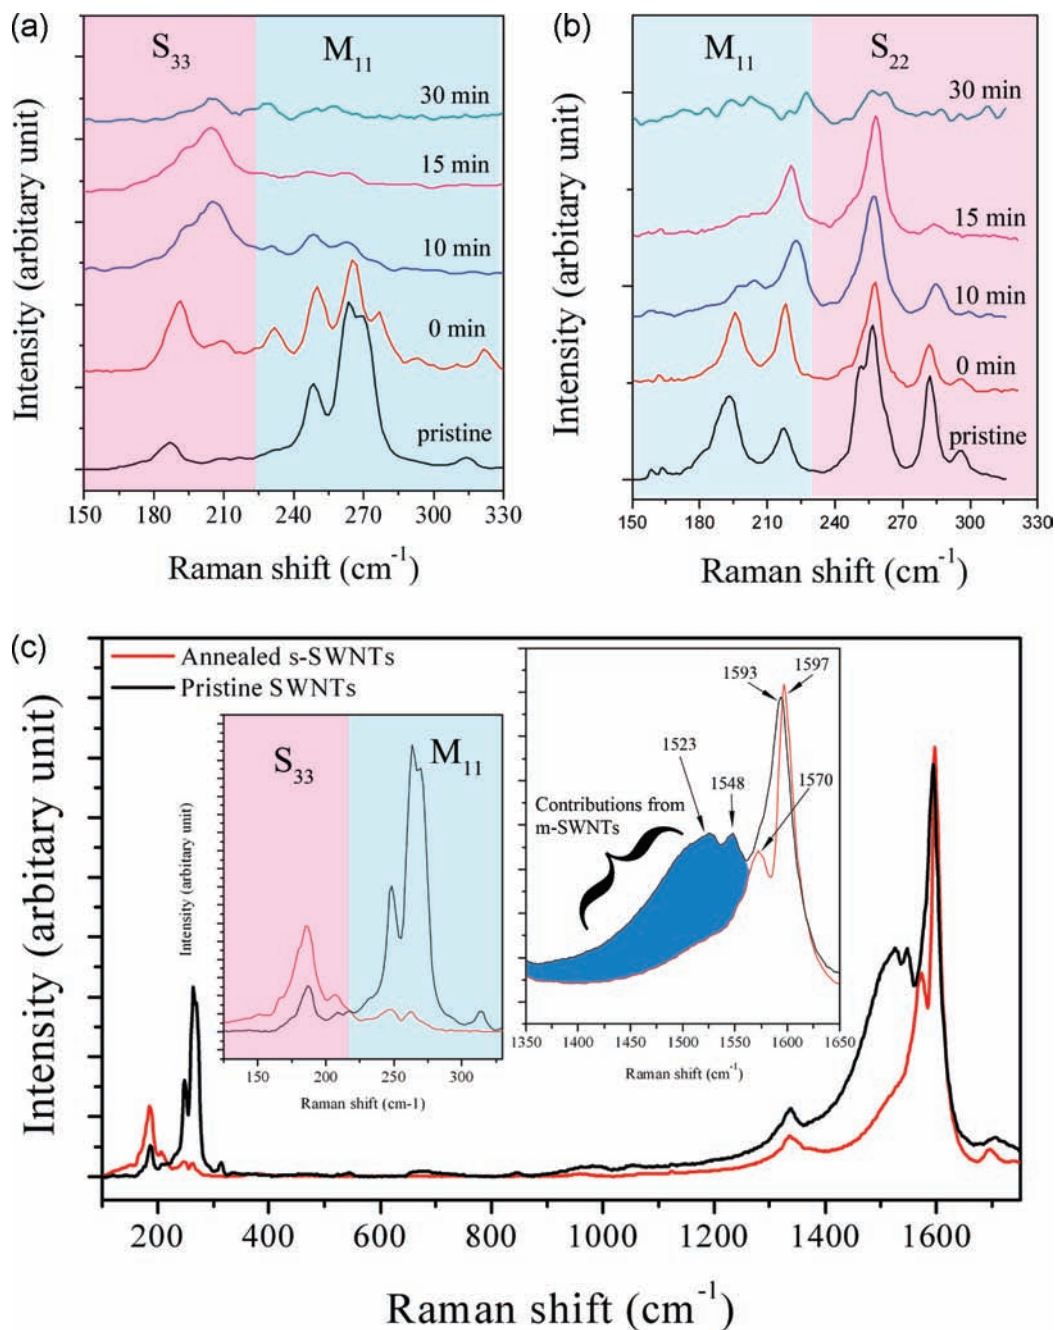 (a)
S33
M11
30 min
15 min
10 min
0 min
pristine
Intensity (arbitary unit)
150 180 210 240 270 300 330
Raman shift (cm-1)
(b)
M11
S22
30 min
15 min
10 min
0 min
pristine
Intensity (arbitary unit)
150 180 210 240 270 300 330
Raman shift (cm-1)
(c)
Annealed s-SWNTs
Pristine SWNTs
Intensity (arbitary unit)
S33
M11
Intensity (arbitary unit)
150 200 250 300
Raman shift (cm-1)
1593
1597
1523
1548
1570
Contributions from
m-SWNTs
1350 1400 1450 1500 1550 1600 1650
Raman shift (cm-1)
200 400 600 800 1000 1200 1400 1600
Raman shift (cm-1)